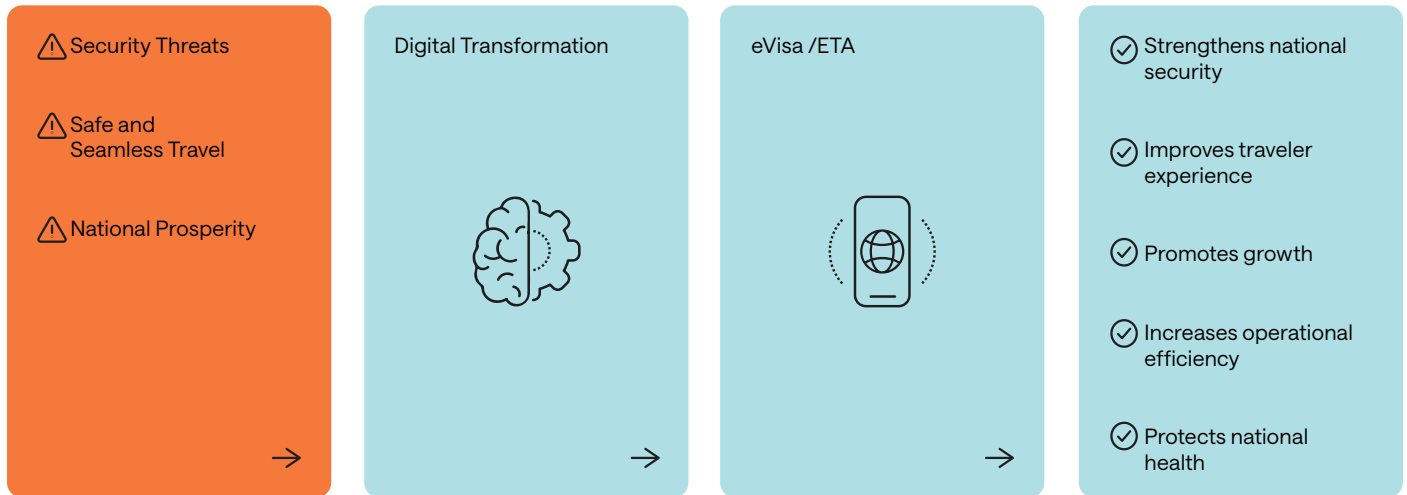 Security Threats
Safe and
Seamless Travel
National Prosperity
Digital Transformation
eVisa /ETA
Strengthens national
security
Improves traveler
experience
Promotes growth
Increases operational
efficiency
Protects national
health